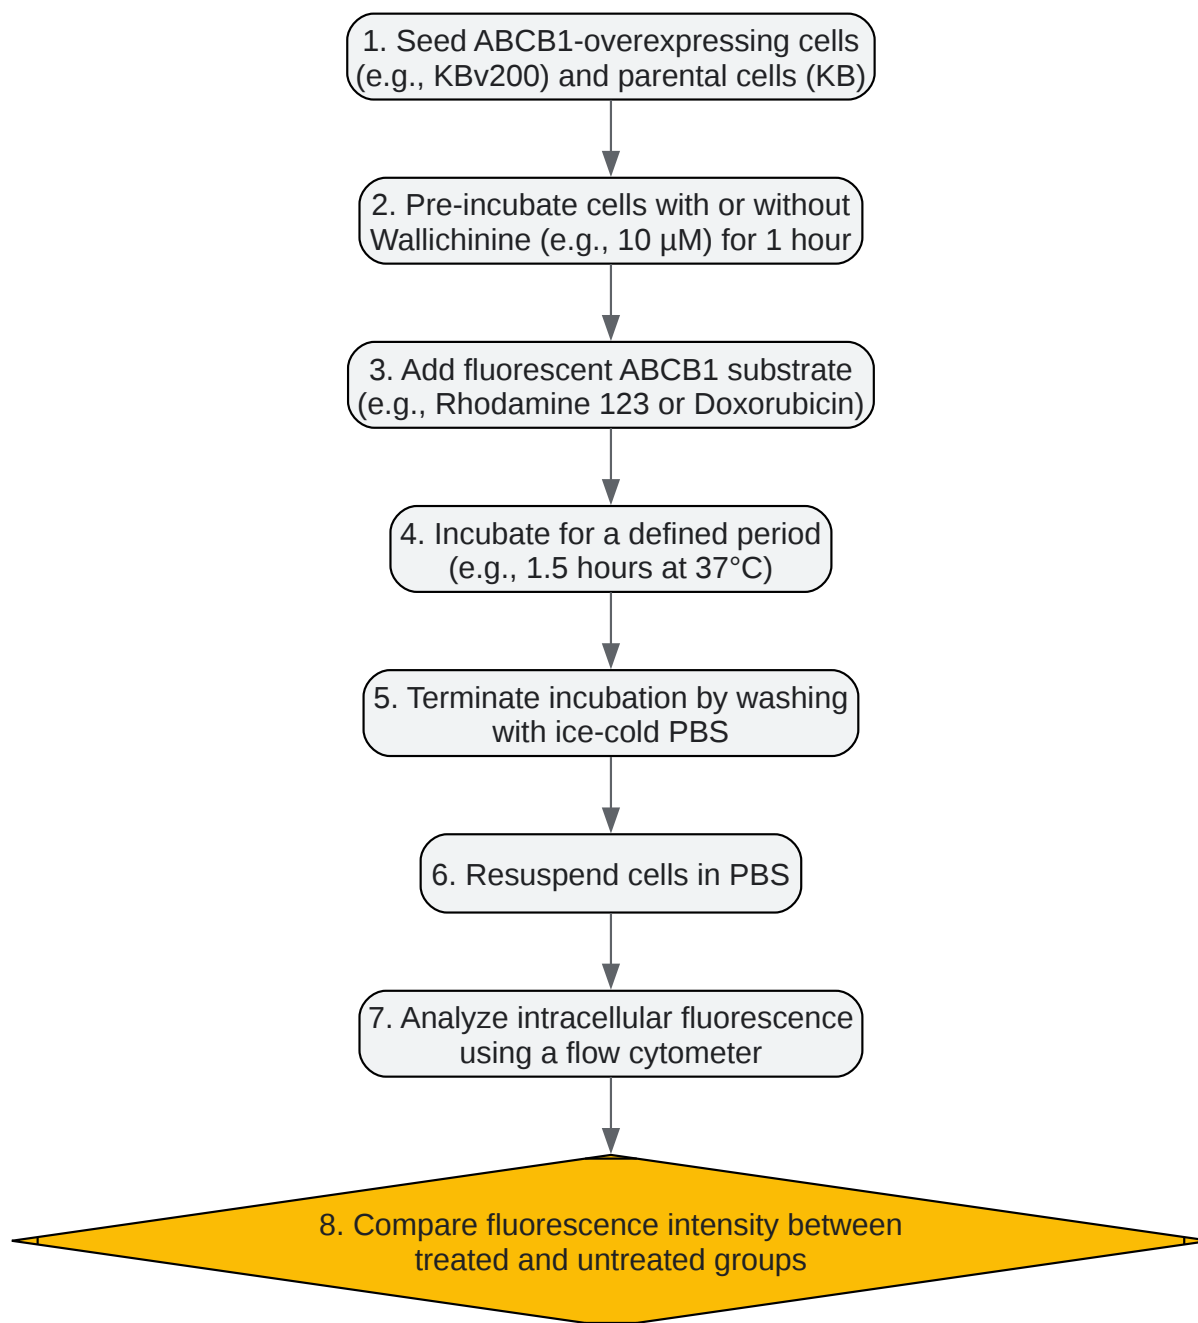 1. Seed ABCB1-overexpressing cells
(e.g., KBv200) and parental cells (KB)
2. Pre-incubate cells with or without
Wallichinine (e.g., 10 µM) for 1 hour
3. Add fluorescent ABCB1 substrate
(e.g., Rhodamine 123 or Doxorubicin)
4. Incubate for a defined period
(e.g., 1.5 hours at 37°C)
5. Terminate incubation by washing
with ice-cold PBS
6. Resuspend cells in PBS
7. Analyze intracellular fluorescence
using a flow cytometer
8. Compare fluorescence intensity between
treated and untreated groups